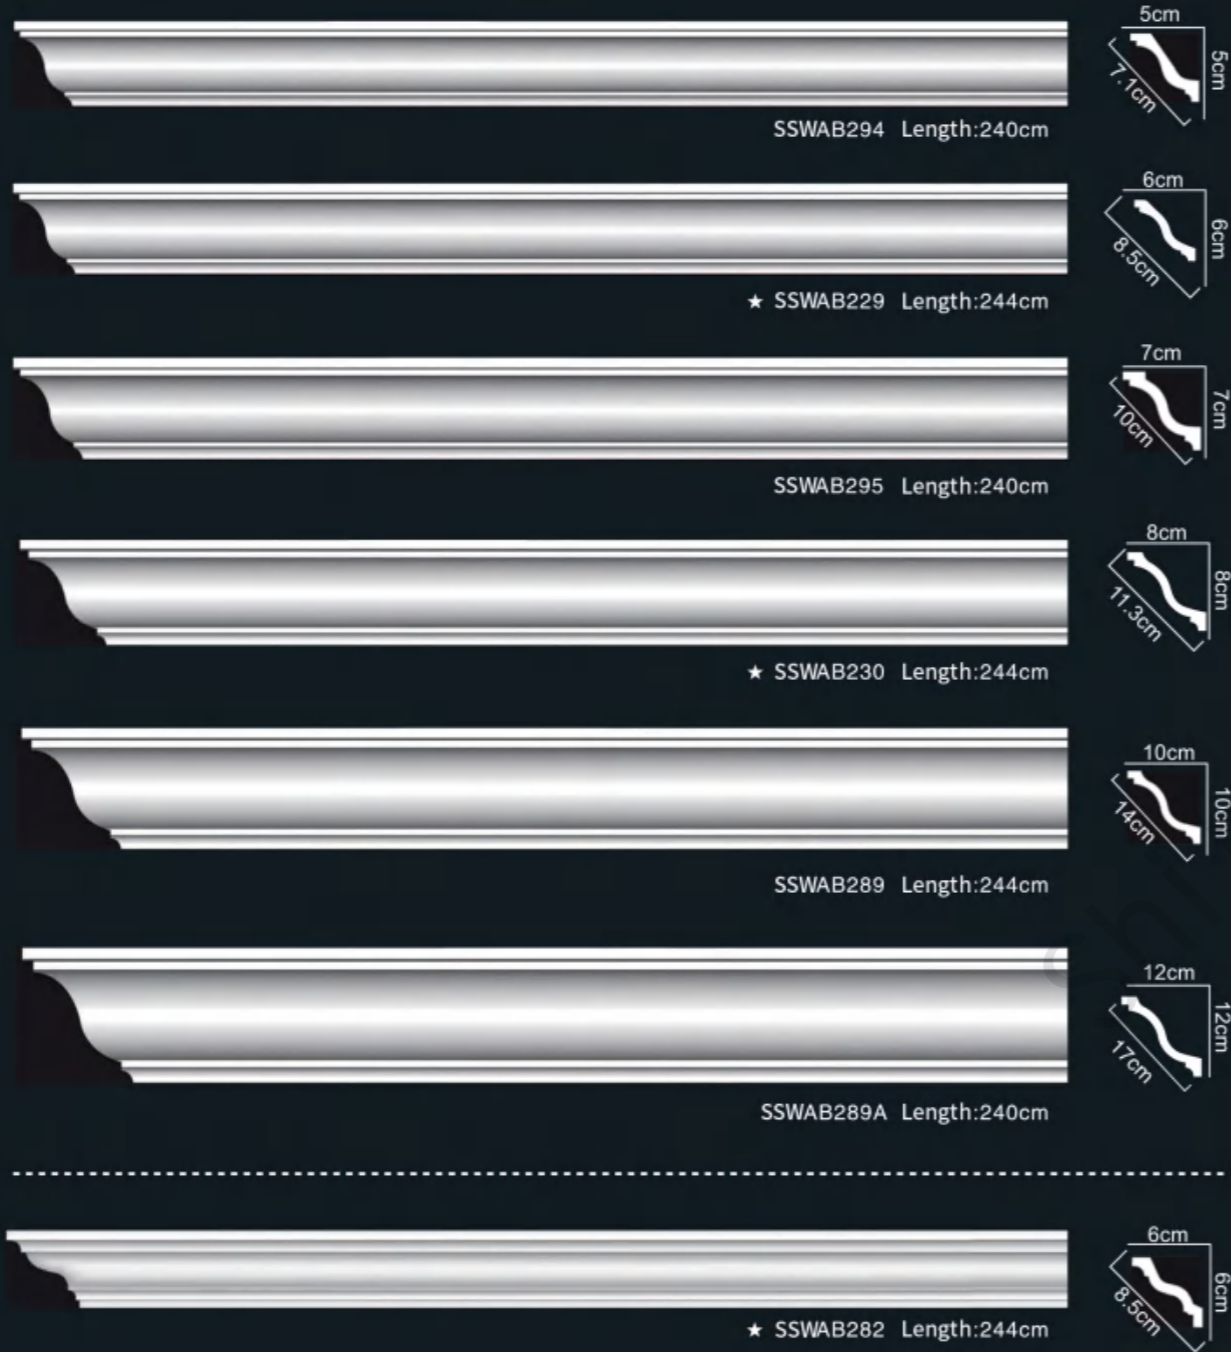 5cm
5cm
7.1cm
SSWAB294 Length:240cm
6cm
6cm
8.5cm
★ SSWAB229 Length:244cm
7cm
7cm
10cm
SSWAB295 Length:240cm
8cm
8cm
11.3cm
★ SSWAB230 Length:244cm
10cm
10cm
14cm
SSWAB289 Length:244cm
12cm
12cm
17cm
SSWAB289A Length:240cm
6cm
6cm
8.5cm
★ SSWAB282 Length:244cm